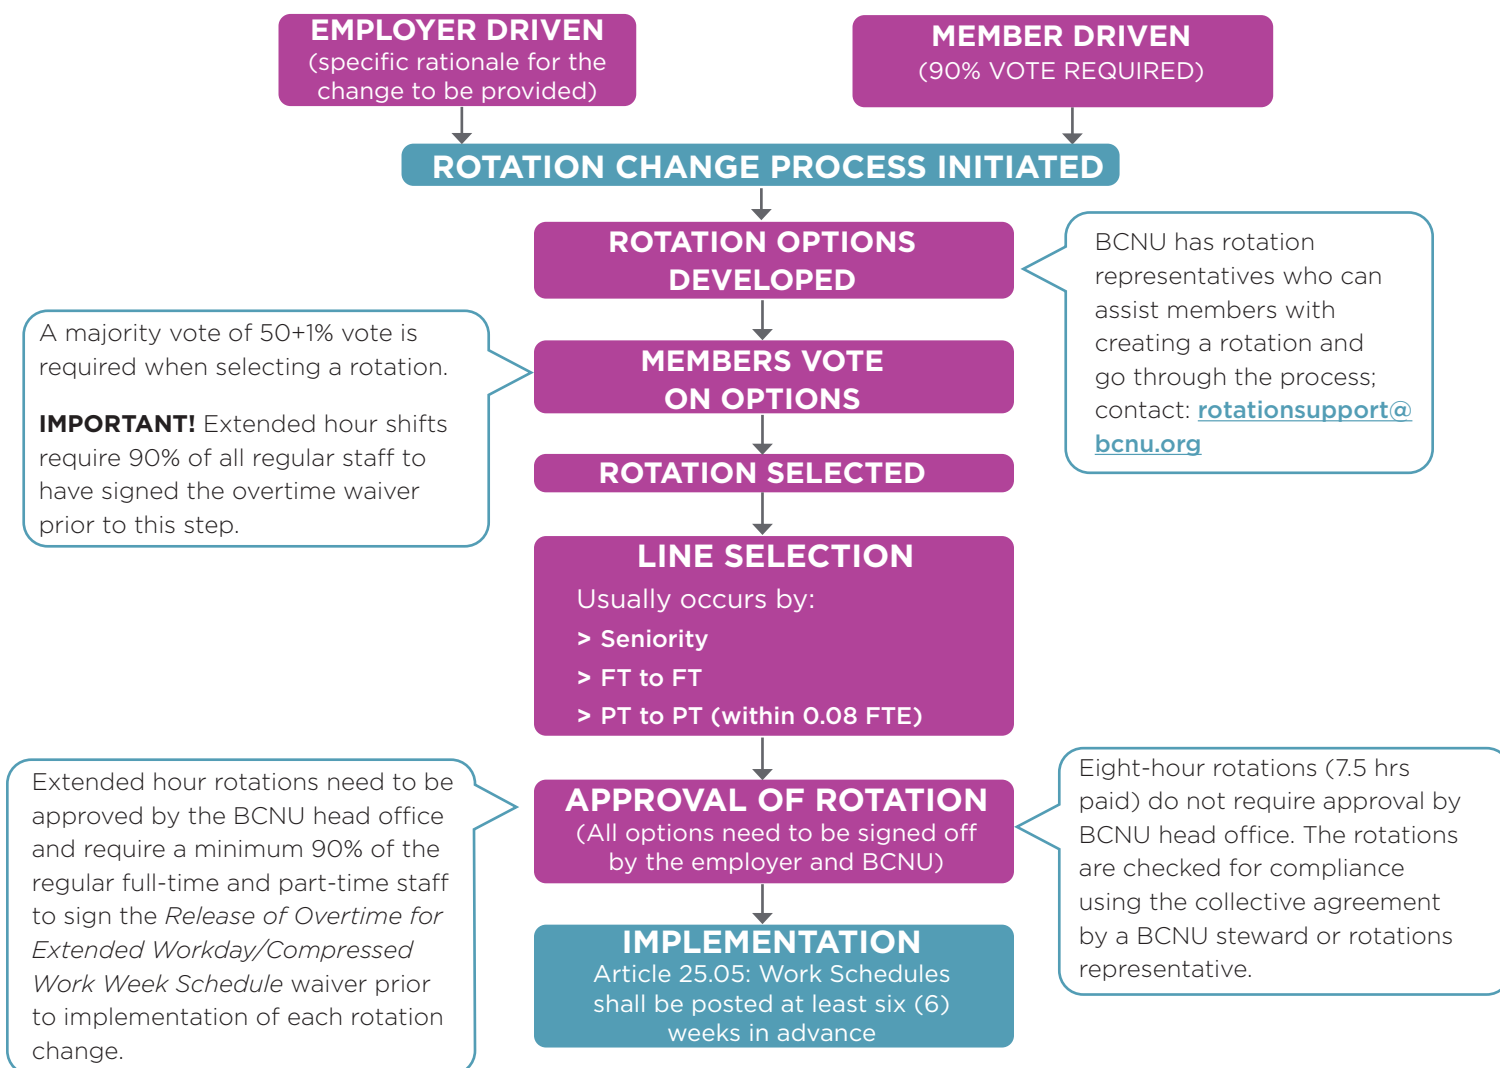 EMPLOYER DRIVEN
(specific rationale for the
change to be provided)
MEMBER DRIVEN
(90% VOTE REQUIRED)
ROTATION CHANGE PROCESS INITIATED
ROTATION OPTIONS
DEVELOPED
BCNU has rotation
representatives who can
assist members with
creating a rotation and
go through the process;
contact: rotationsupport@
bcnu.org
A majority vote of 50+1% vote is
required when selecting a rotation.
IMPORTANT! Extended hour shifts
require 90% of all regular staff to
have signed the overtime waiver
prior to this step.
MEMBERS VOTE
ON OPTIONS
ROTATION SELECTED
LINE SELECTION
Usually occurs by:
> Seniority
> FT to FT
> PT to PT (within 0.08 FTE)
Extended hour rotations need to be
approved by the BCNU head office
and require a minimum 90% of the
regular full-time and part-time staff
to sign the Release of Overtime for
Extended Workday/Compressed
Work Week Schedule waiver prior
to implementation of each rotation
change.
APPROVAL OF ROTATION
(All options need to be signed off
by the employer and BCNU)
Eight-hour rotations (7.5 hrs
paid) do not require approval by
BCNU head office. The rotations
are checked for compliance
using the collective agreement
by a BCNU steward or rotations
representative.
IMPLEMENTATION
Article 25.05: Work Schedules
shall be posted at least six (6)
weeks in advance